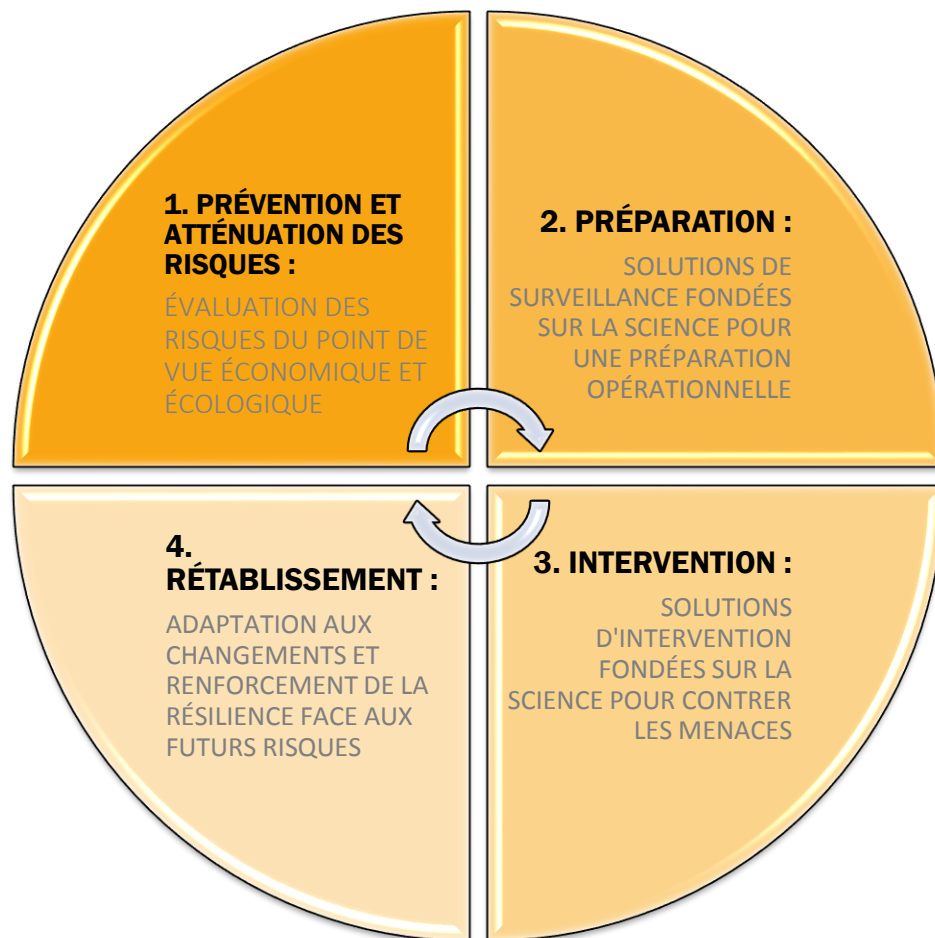 1. PRÉVENTION ET
ATTÉNUATION DES
RISQUES :
ÉVALUATION DES
RISQUES DU POINT DE
VUE ÉCONOMIQUE ET
ÉCOLOGIQUE
2. PRÉPARATION :
SOLUTIONS DE
SURVEILLANCE FONDÉES
SUR LA SCIENCE POUR
UNE PRÉPARATION
OPÉRATIONNELLE
3. INTERVENTION :
SOLUTIONS
D'INTERVENTION
FONDÉES SUR LA
SCIENCE POUR CONTRER
LES MENACES
4.
RÉTABLISSEMENT :
ADAPTATION AUX
CHANGEMENTS ET
RENFORCEMENT DE LA
RÉSILIENCE FACE AUX
FUTURS RISQUES